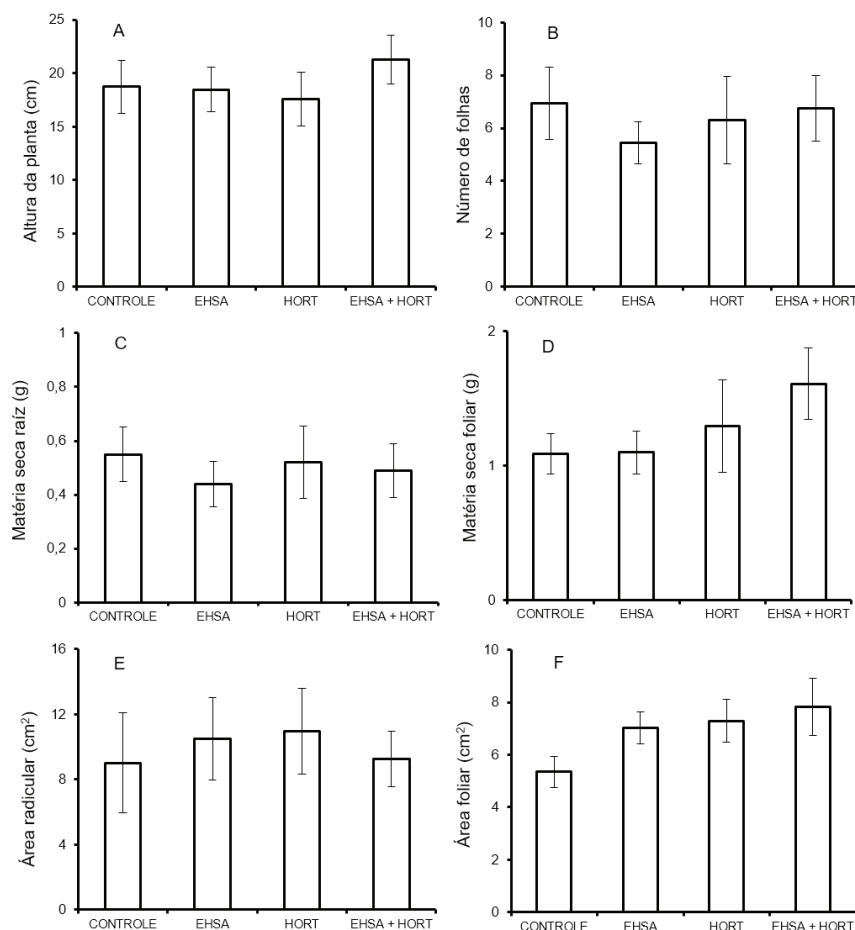 A
Altura da planta (cm)
25
20
15
10
5
0
CONTROLE EHSA HORT EHSA + HORT
B
Número de folhas
10
8
6
4
2
0
CONTROLE EHSA HORT EHSA + HORT
C
Matéria seca raíz (g)
1
0,8
0,6
0,4
0,2
0
CONTROLE EHSA HORT EHSA + HORT
D
Matéria seca foliar (g)
2
1
0
CONTROLE EHSA HORT EHSA + HORT
E
Área radicular (cm²)
16
12
8
4
0
CONTROLE EHSA HORT EHSA + HORT
F
Área foliar (cm²)
10
8
6
4
2
0
CONTROLE EHSA HORT EHSA + HORT